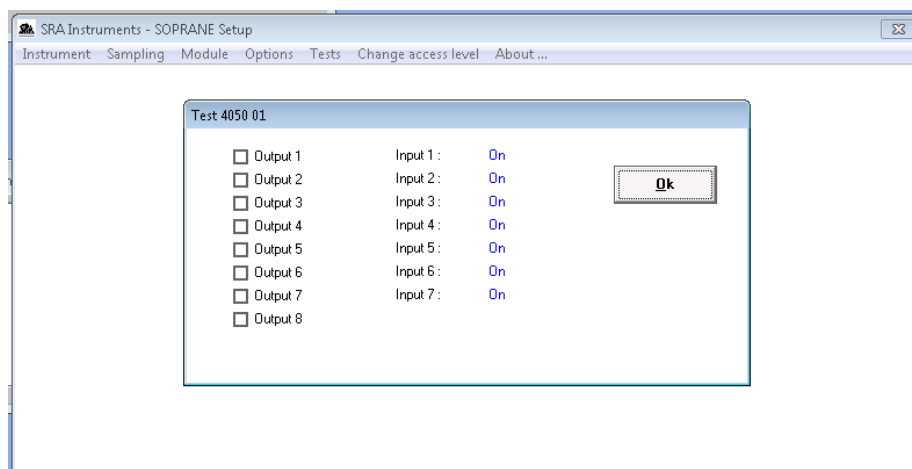 SRA Instruments - SOPRANE Setup
Instrument Sampling Module Options Tests Change access level About ...
Test 4050 01
Output 1 Input 1 : On
Output 2 Input 2 : On
Ok
Output 3 Input 3 : On
Output 4 Input 4 : On
Output 5 Input 5 : On
Output 6 Input 6 : On
Output 7 Input 7 : On
Output 8